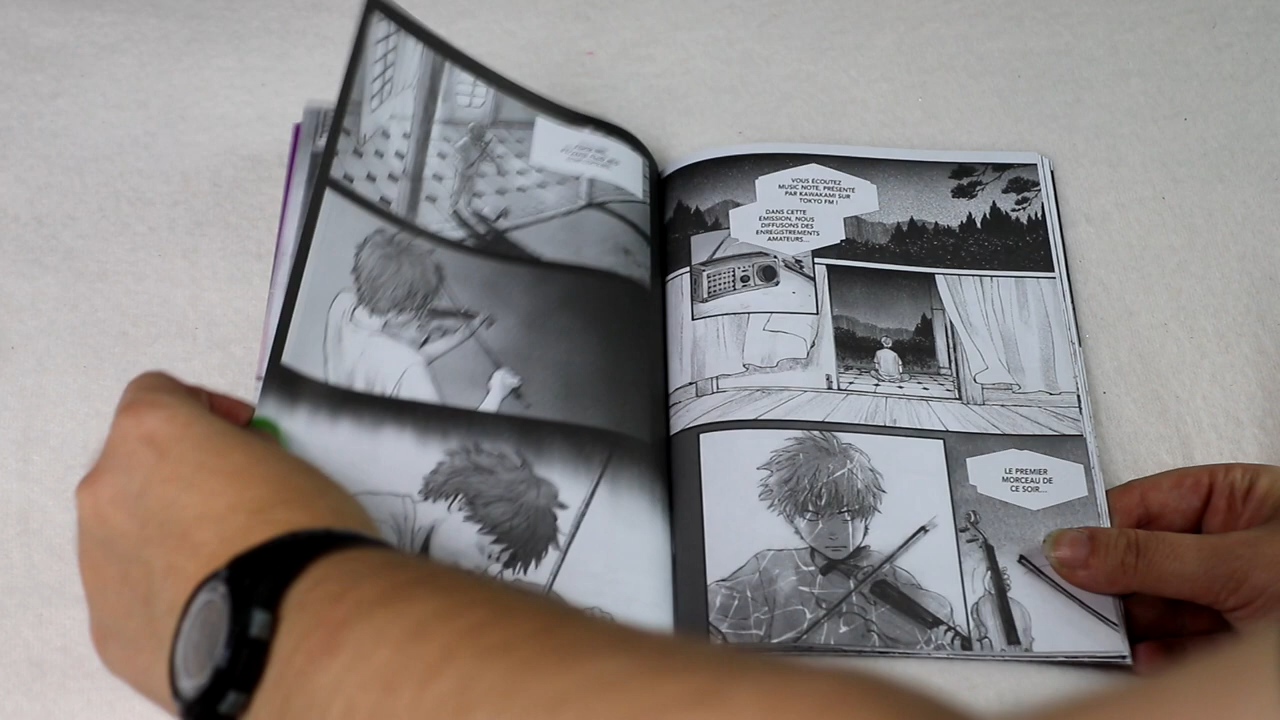 VOUS ÉCOUTEZ
MUSIC NOTE, PRÉSENTÉ
PAR KAWAKAMI SUR
TOKYO FM !
DANS CETTE
ÉMISSION, NOUS
DIFFUSONS DES
ENREGISTREMENTS
AMATEURS...
LE PREMIER
MORCEAU DE
CE SOIR...